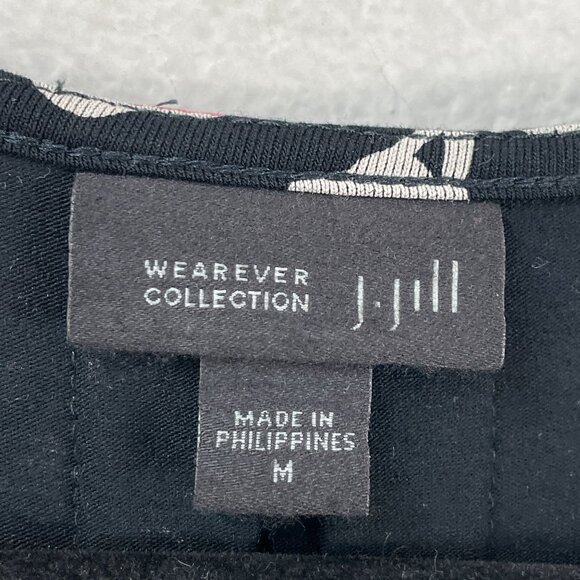 WEAREVER
COLLECTION
J.Jill
MADE IN
PHILIPPINES
M